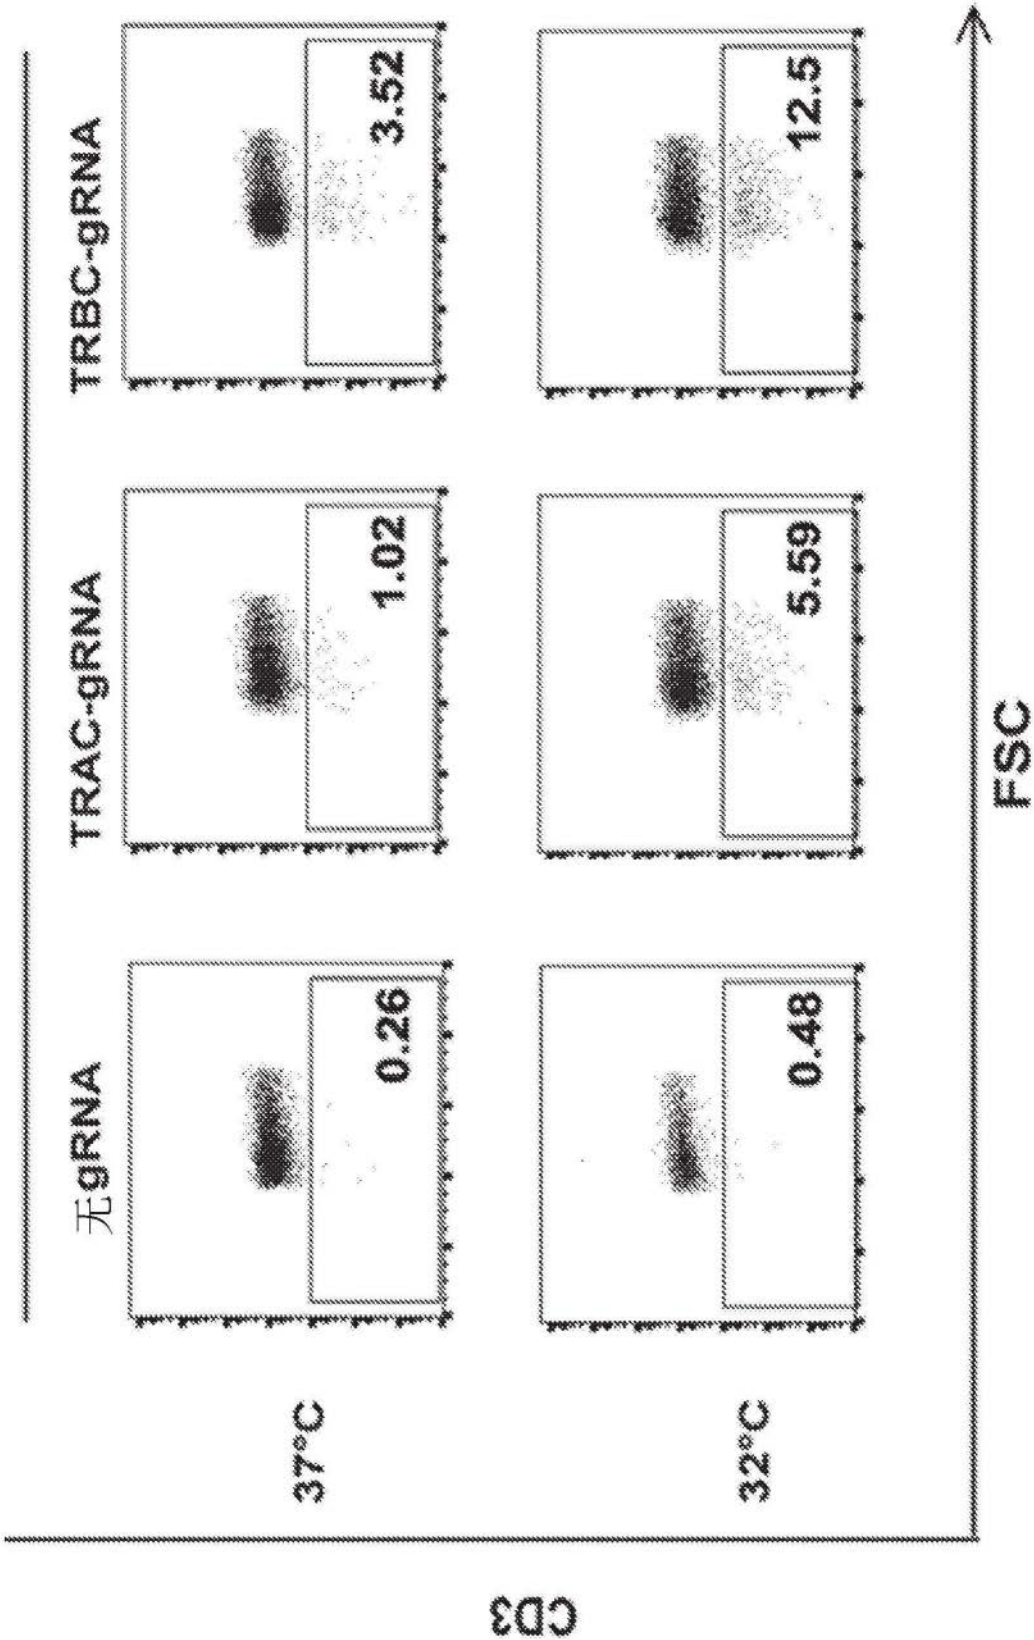 无gRNA
TRAC-gRNA
TRBC-gRNA
37°C
0.26
1.02
3.52
32°C
0.48
5.59
12.5
CD3
FSC